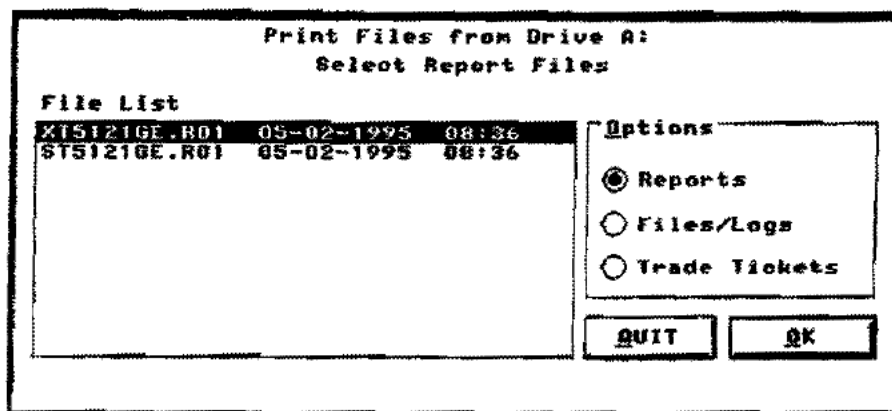 Print Files from Drive A:
Select Report Files
File List
XT5121GE.R01 05-02-1995 08:36
ST5121GE.R01 05-02-1995 08:36
Options
Reports
Files/Logs
Trade Tickets
QUIT
OK